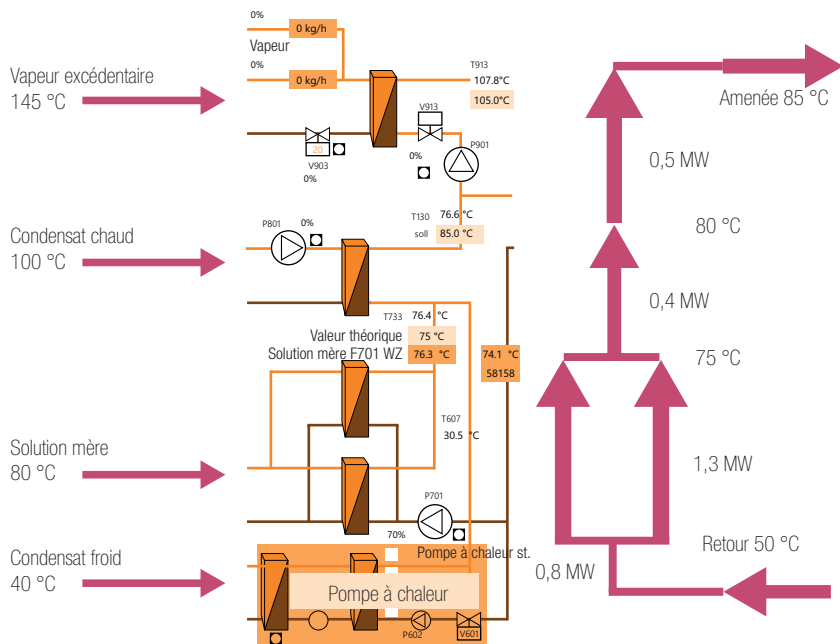 0%
0 kg/h
Vapeur
0%
0 kg/h
T913
107.8°C
105.0°C
Vapeur excédentaire
145 °C
V913
20
V903
0%
0%
P901
Amenée 85 °C
0,5 MW
T130
76.6 °C
soll
85.0 °C
P801
0%
Condensat chaud
100 °C
80 °C
0,4 MW
T733
76.4 °C
Valeur théorique
75 °C
Solution mère F701 WZ
76.3 °C
74.1 °C
58158
75 °C
T607
30.5 °C
Solution mère
80 °C
1,3 MW
P701
70%
Pompe à chaleur st.
Retour 50 °C
Condensat froid
40 °C
0,8 MW
Pompe à chaleur
P602
V601